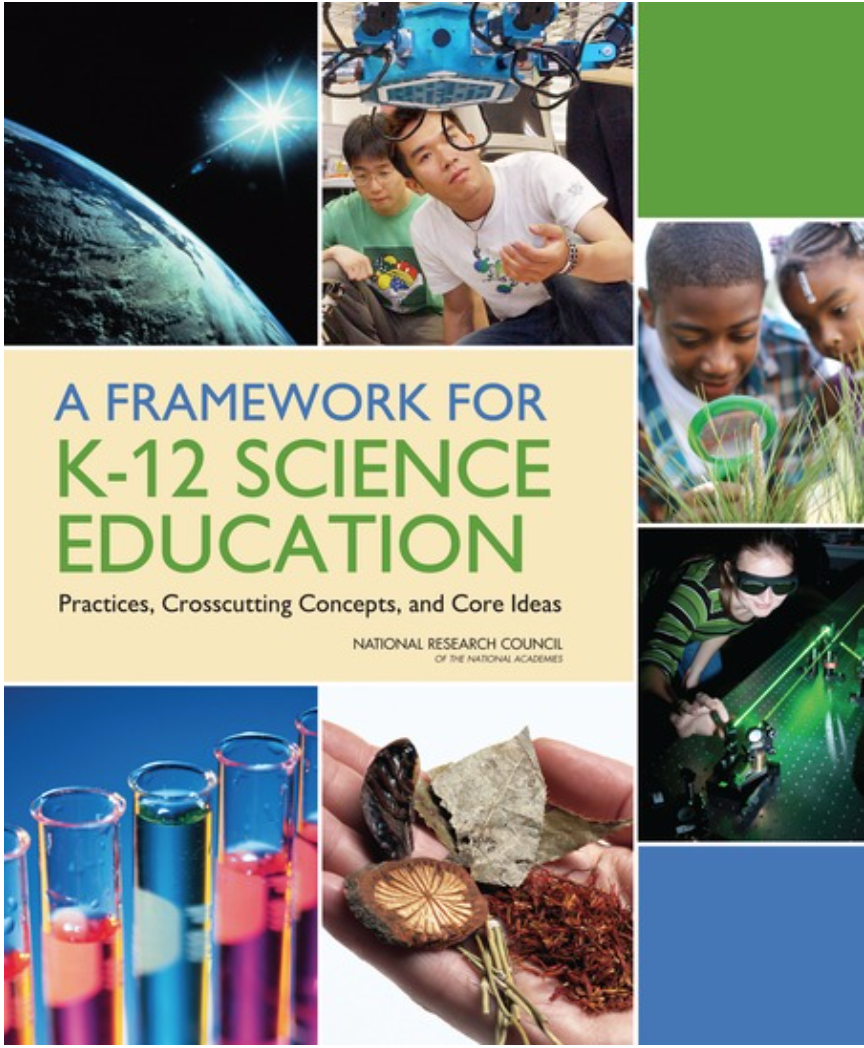 A FRAMEWORK FOR
K-12 SCIENCE
EDUCATION
Practices, Crosscutting Concepts, and Core Ideas
NATIONAL RESEARCH COUNCIL
OF THE NATIONAL ACADEMIES